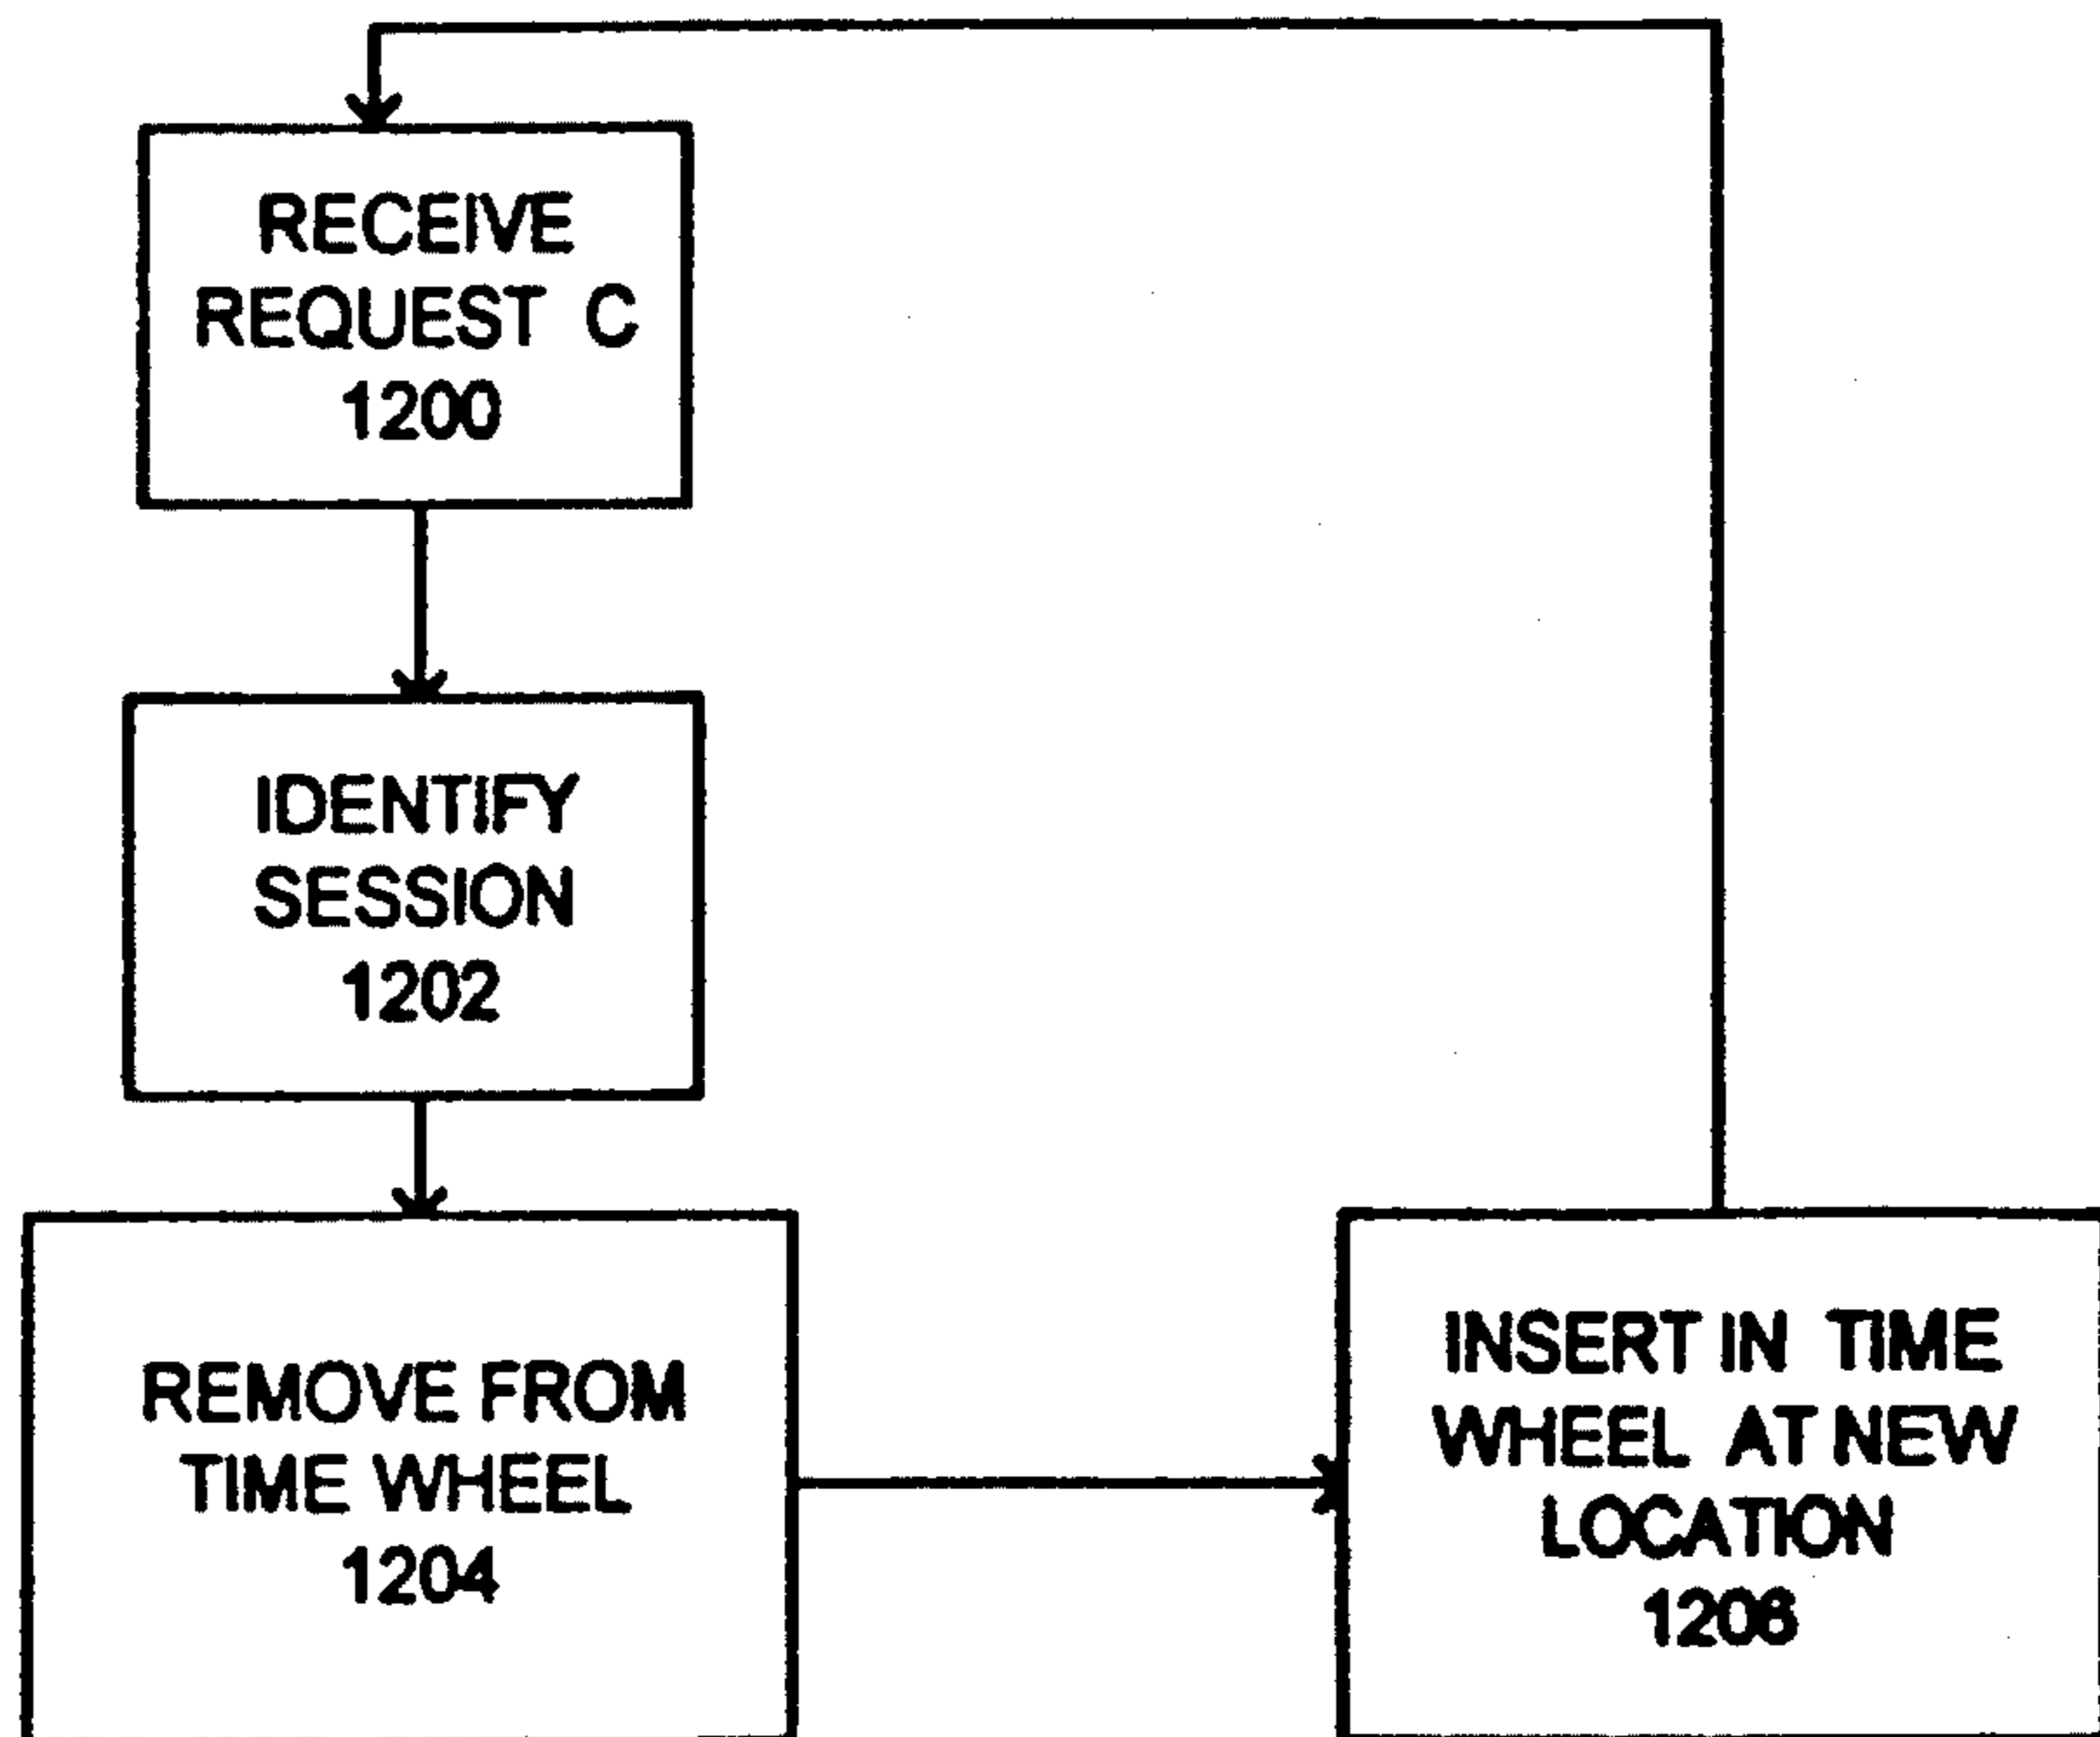 RECEIVE
REQUEST C
1200
IDENTIFY
SESSION
1202
REMOVE FROM
TIME WHEEL
1204
INSERT IN TIME
WHEEL AT NEW
LOCATION
1206